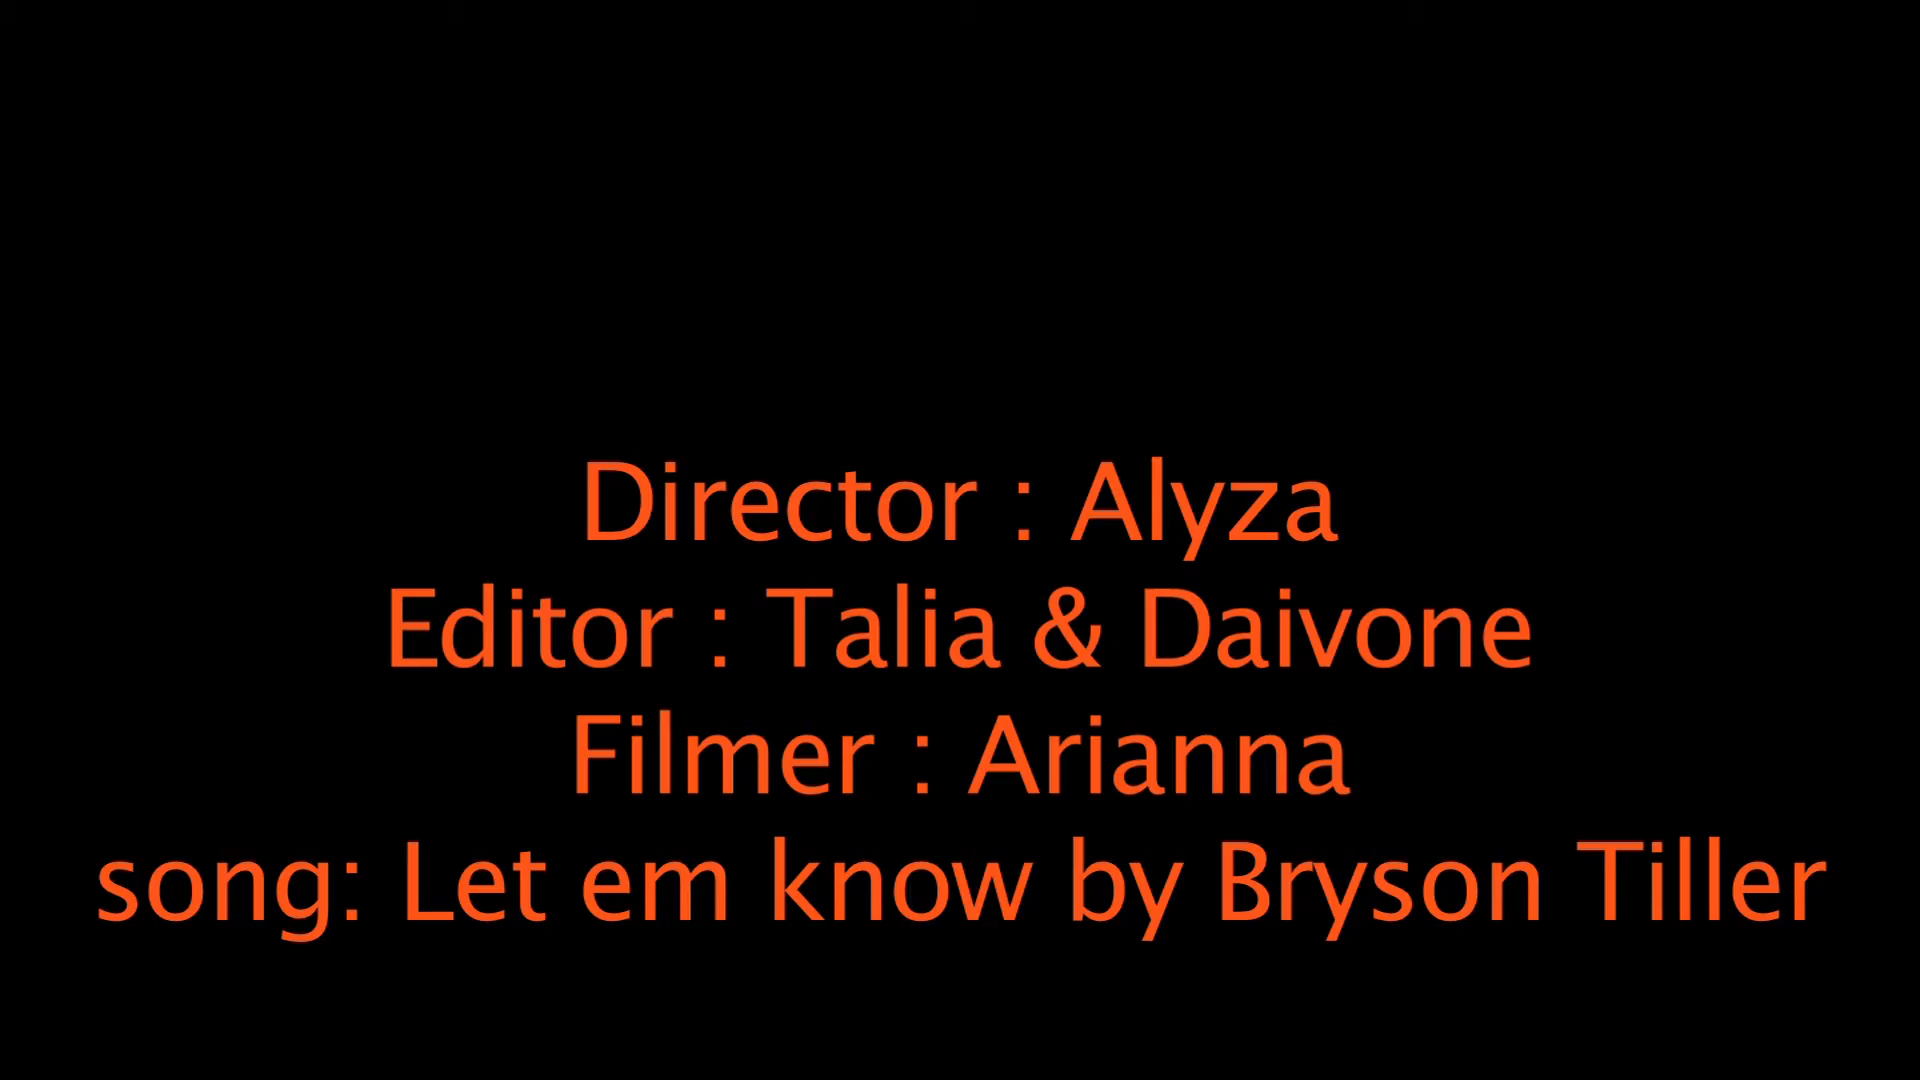 Director : Alyza
Editor : Talia & Daivone
Filmer : Arianna
song: Let em know by Bryson Tiller